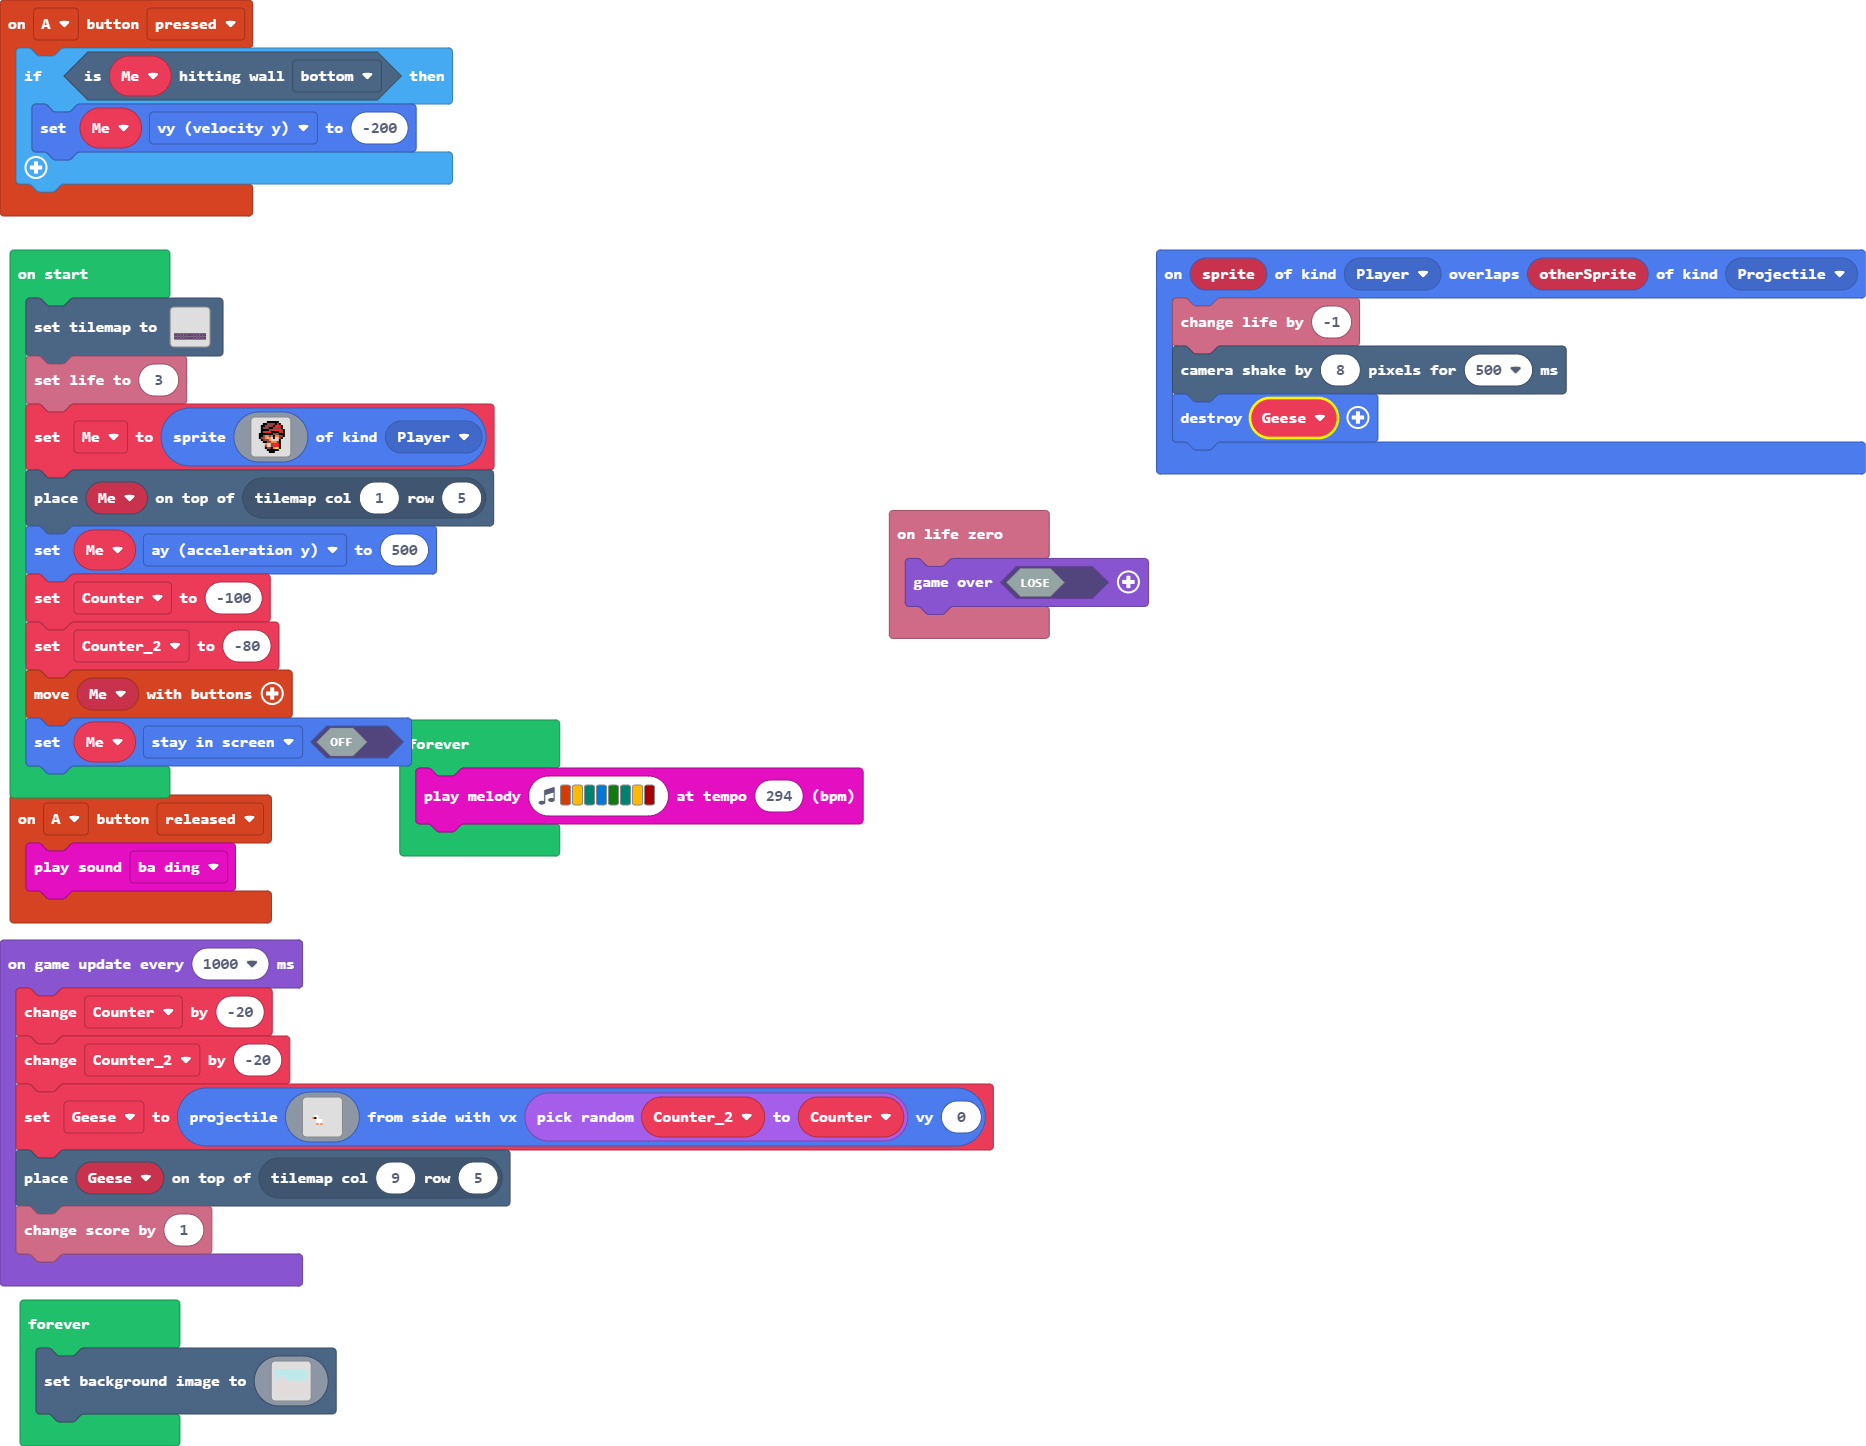 on A button pressed
if is Me hitting wall bottom then
set Me vy (velocity y) to -200
on start
set tilemap to
set life to 3
set Me to sprite of kind Player
place Me on top of tilemap col 1 row 5
set Me ay (acceleration y) to 500
set Counter to -100
set Counter_2 to -80
move Me with buttons
set Me stay in screen OFF
on sprite of kind Player overlaps otherSprite of kind Projectile
change life by -1
camera shake by 8 pixels for 500 ms
destroy Geese
on life zero
game over LOSE
forever
play melody at tempo 294 (bpm)
on A button released
play sound ba ding
on game update every 1000 ms
change Counter by -20
change Counter_2 by -20
set Geese to projectile from side with vx pick random Counter_2 to Counter vy 0
place Geese on top of tilemap col 9 row 5
change score by 1
forever
set background image to